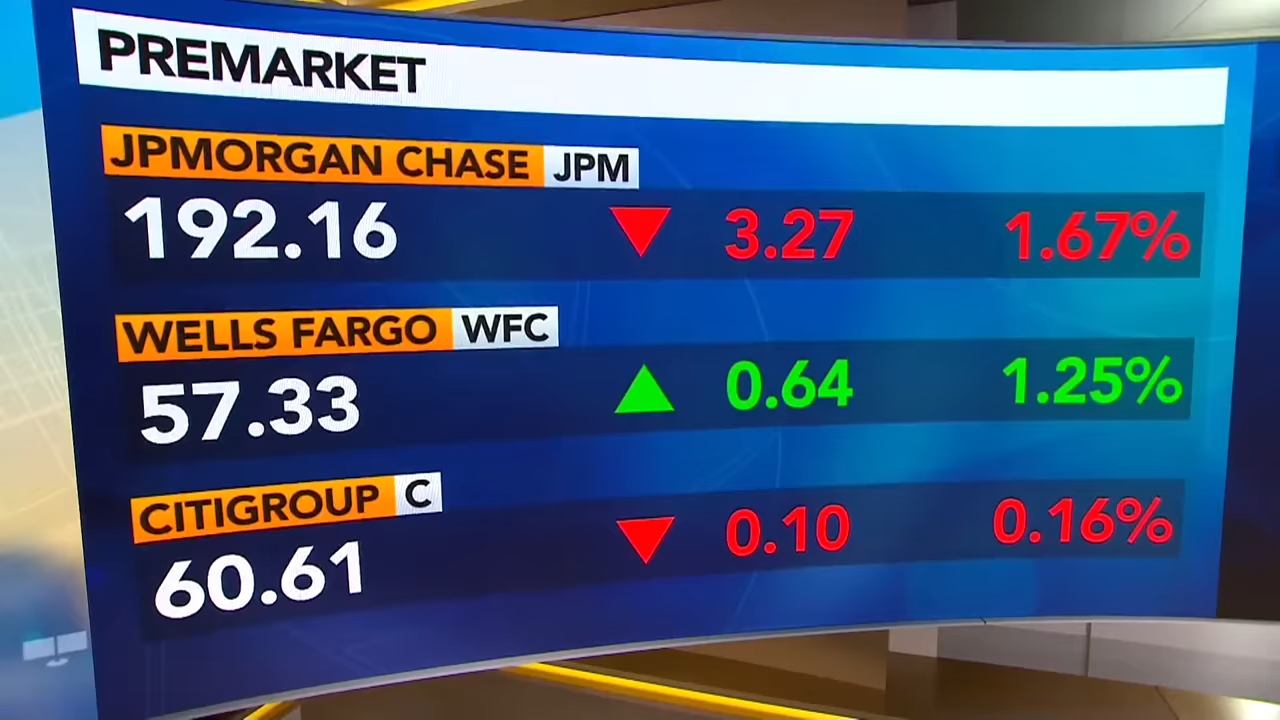 PREMARKET
JPMORGAN CHASE JPM
192.16 ▼ 3.27 1.67%
WELLS FARGO WFC
57.33 ▲ 0.64 1.25%
CITIGROUP C
60.61 ▼ 0.10 0.16%